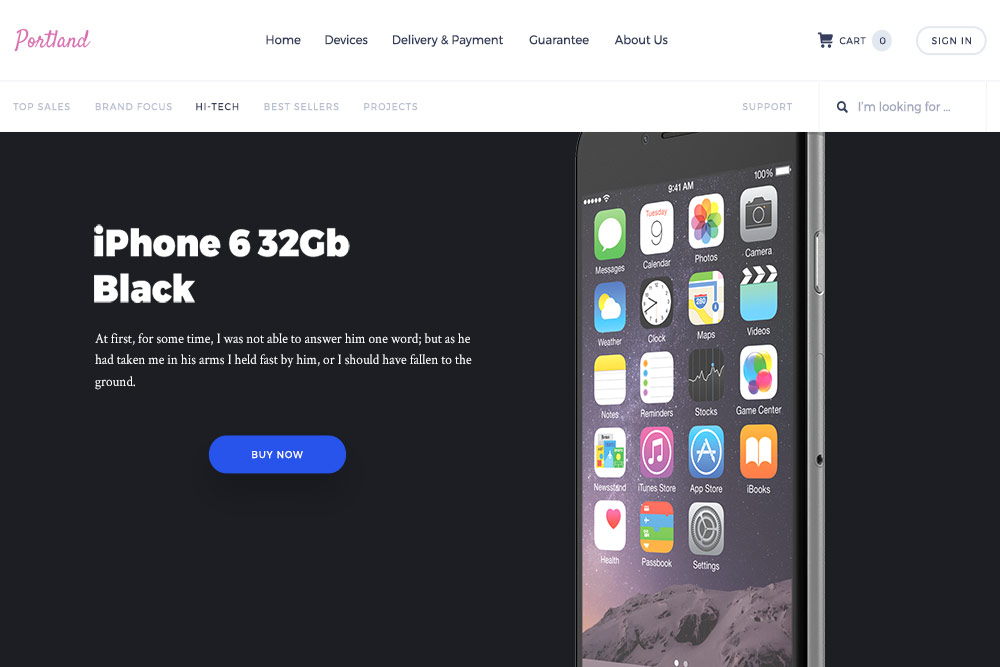 Portland
Home Devices Delivery & Payment Guarantee About Us
CART 0
SIGN IN
TOP SALES BRAND FOCUS HI-TECH BEST SELLERS PROJECTS
SUPPORT
I'm looking for ...
iPhone 6 32Gb
Black
At first, for some time, I was not able to answer him one word; but as he
had taken me in his arms I held fast by him, or I should have fallen to the
ground.
BUY NOW
9:41 AM 100%
Tuesday
9
Messages Calendar Photos Camera
280
Weather Clock Maps Videos
Notes Reminders Stocks Game Center
Newsstand iTunes Store App Store iBooks
Health Passbook Settings